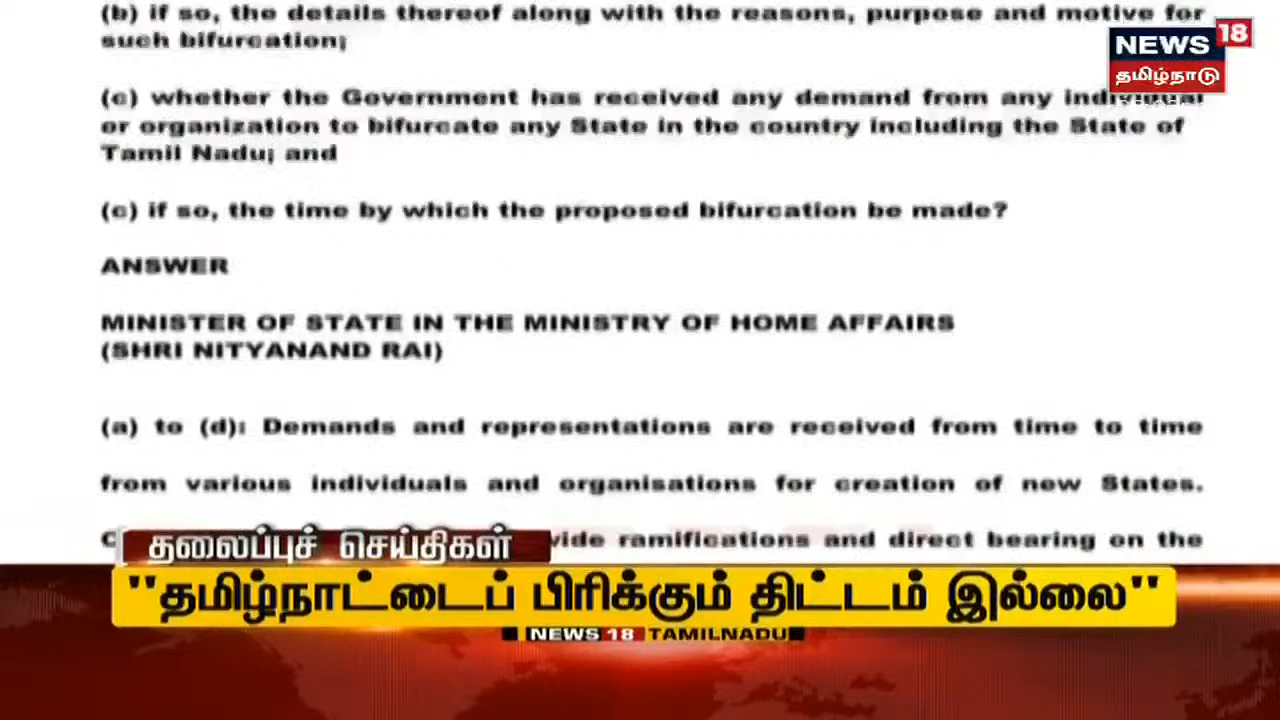 (b) if so, the details thereof along with the reasons, purpose and motive for
such bifurcation;
NEWS 18
தமிழ்நாடு
(c) whether the Government has received any demand from any individual
or organization to bifurcate any State in the country including the State of
Tamil Nadu; and
(c) if so, the time by which the proposed bifurcation be made?
ANSWER
MINISTER OF STATE IN THE MINISTRY OF HOME AFFAIRS
(SHRI NITYANAND RAI)
(a) to (d): Demands and representations are received from time to time
from various individuals and organisations for creation of new States.
ramifications and direct bearing on the
தலைப்புச் செய்திகள்
"தமிழ்நாட்டைப் பிரிக்கும் திட்டம் இல்லை"
NEWS 18 TAMILNADU